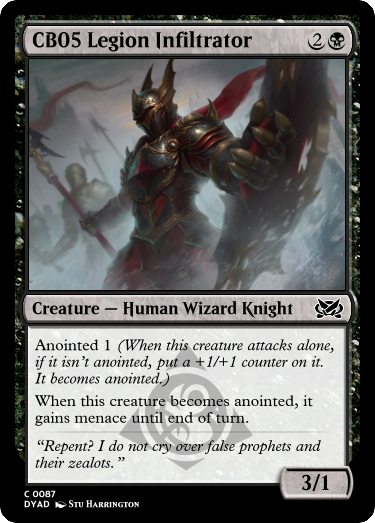 CB05 Legion Infiltrator 2
Creature — Human Wizard Knight
Anointed 1 (When this creature attacks alone,
if it isn't anointed, put a +1/+1 counter on it.
It becomes anointed.)
When this creature becomes anointed, it
gains menace until end of turn.
"Repent? I do not cry over false prophets and
their zealots."
3/1
C 0087
DYAD Stu Harrington